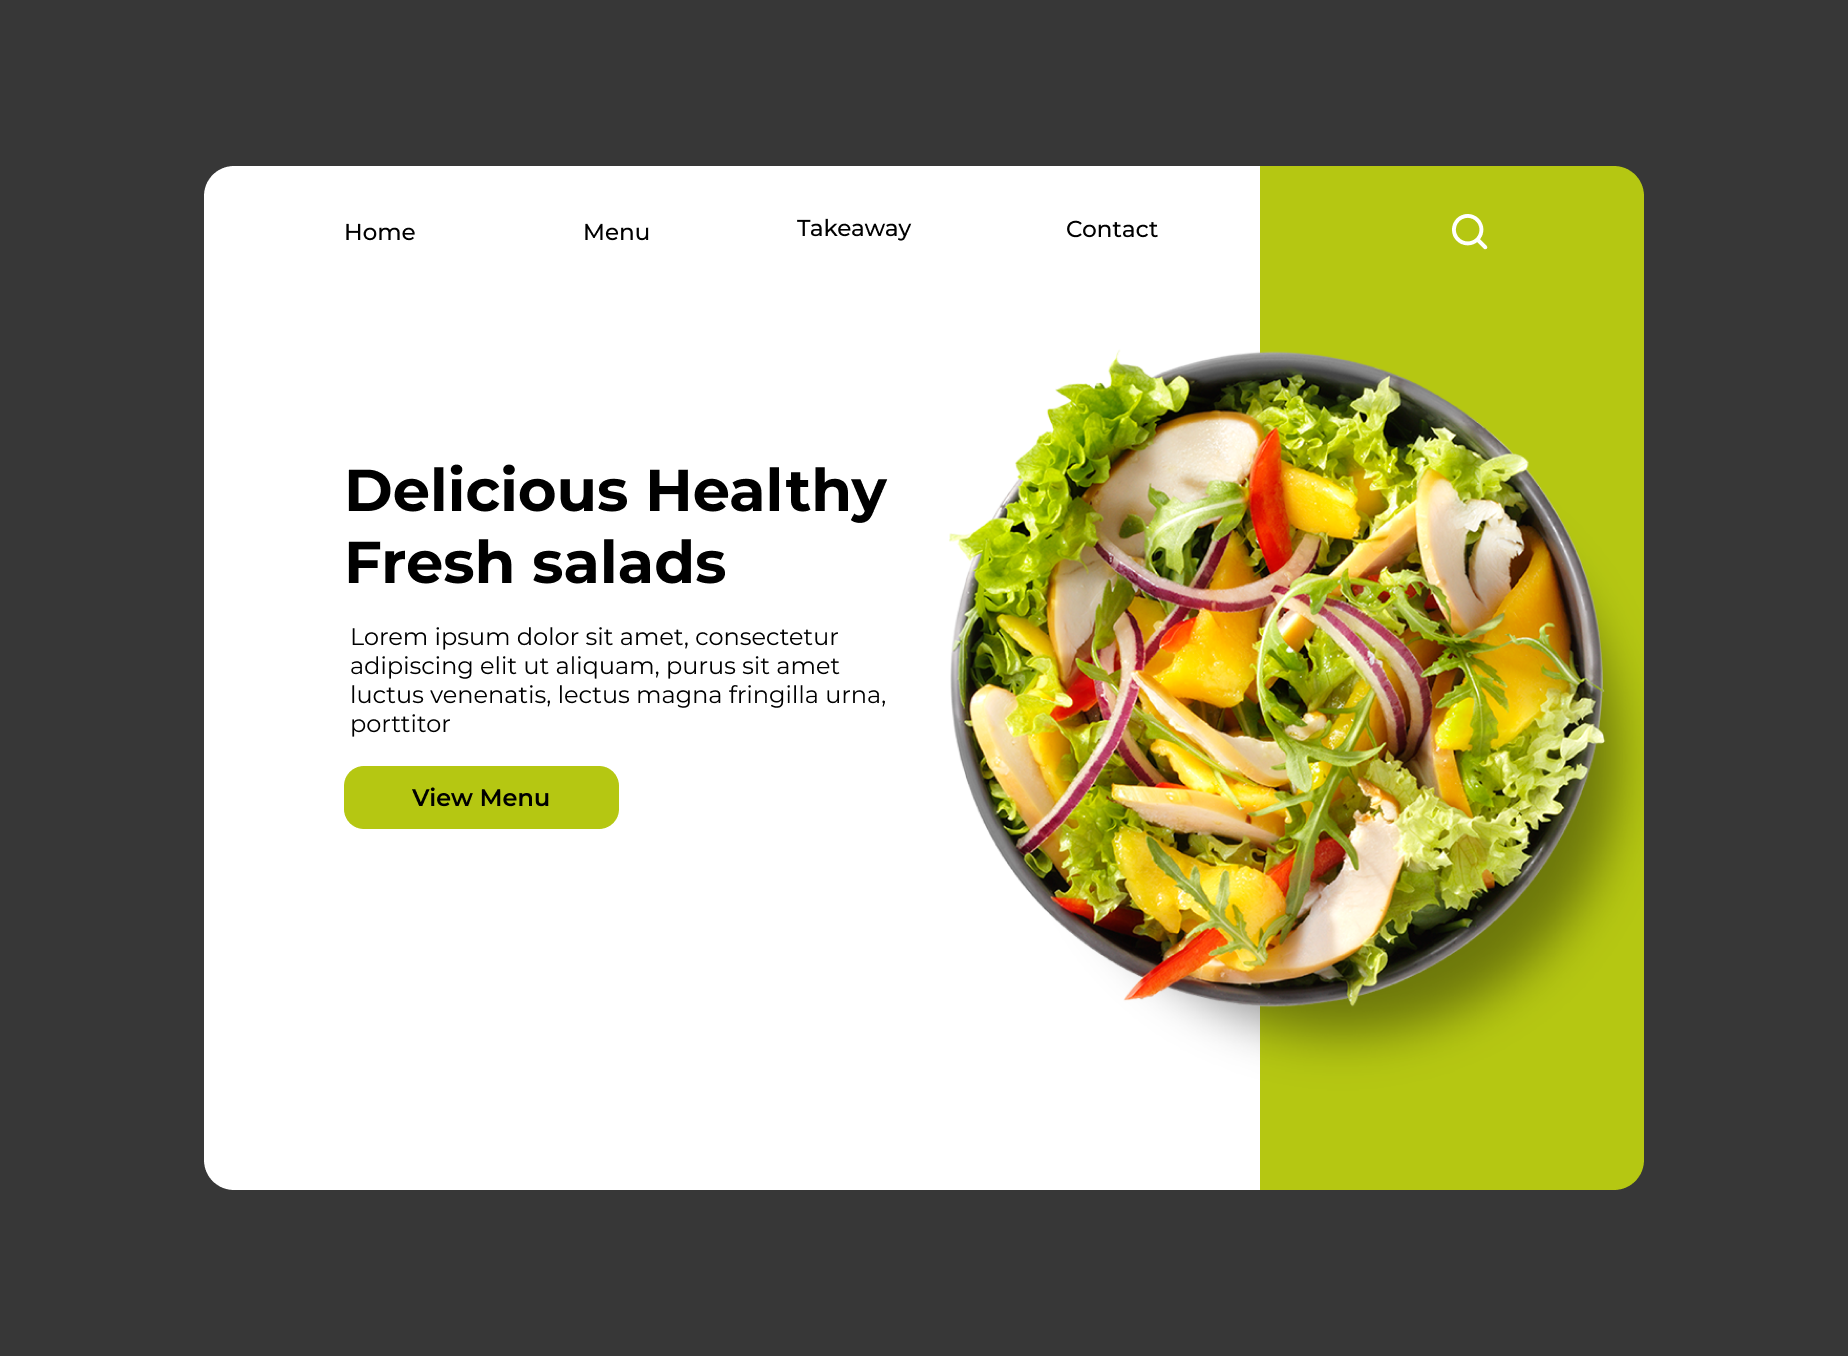 Home Menu Takeaway Contact
Delicious Healthy
Fresh salads
Lorem ipsum dolor sit amet, consectetur
adipiscing elit ut aliquam, purus sit amet
luctus venenatis, lectus magna fringilla urna,
porttitor
View Menu